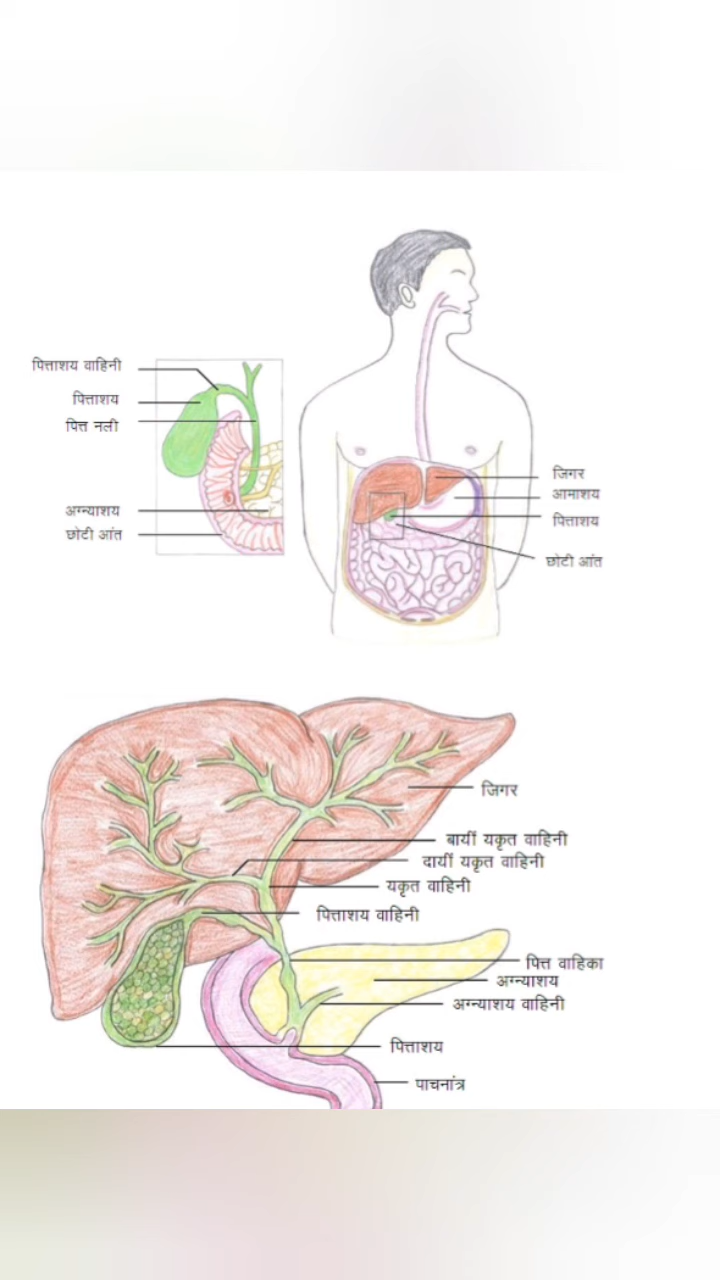 पित्ताशय वाहिनी
पित्ताशय
पित्त नली
अग्न्याशय
छोटी आंत
जिगर
आमाशय
पित्ताशय
छोटी आंत
जिगर
बायीं यकृत वाहिनी
दायीं यकृत वाहिनी
यकृत वाहिनी
पित्ताशय वाहिनी
पित्त वाहिका
अग्न्याशय
अग्न्याशय वाहिनी
पित्ताशय
पाचनांत्र